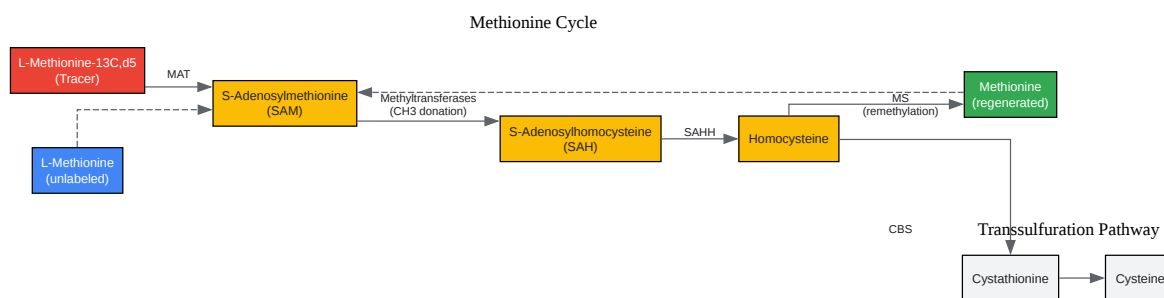 Methionine Cycle
L-Methionine-13C,d5
(Tracer)
MAT
S-Adenosylmethionine
(SAM)
L-Methionine
(unlabeled)
Methyltransferases
(CH3 donation)
S-Adenosylhomocysteine
(SAH)
SAHH
Homocysteine
MS
(remethylation)
Methionine
(regenerated)
CBS
Transsulfuration Pathway
Cystathionine
Cysteine